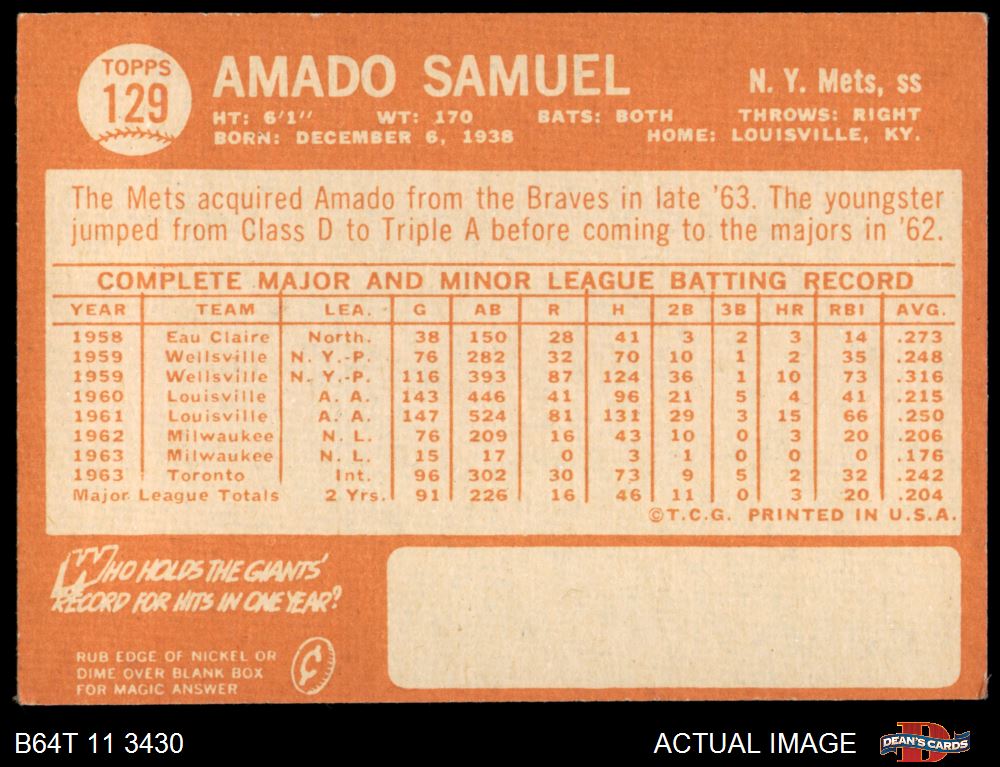 TOPPS
129
AMADO SAMUEL
N. Y. Mets, ss
HT: 6'1" WT: 170 BATS: BOTH THROWS: RIGHT
BORN: DECEMBER 6, 1938 HOME: LOUISVILLE, KY.
The Mets acquired Amado from the Braves in late '63. The youngster
jumped from Class D to Triple A before coming to the majors in '62.
COMPLETE MAJOR AND MINOR LEAGUE BATTING RECORD
YEAR TEAM LEA. G AB R H 2B 3B HR RBI AVG.
1958 Eau Claire North. 38 150 28 41 3 2 3 14 .273
1959 Wellsville N. Y.-P. 76 282 32 70 10 1 2 35 .248
1959 Wellsville N. Y.-P. 116 393 87 124 36 1 10 73 .316
1960 Louisville A. A. 143 446 41 96 21 5 4 41 .215
1961 Louisville A. A. 147 524 81 131 29 3 15 66 .250
1962 Milwaukee N. L. 76 209 16 43 10 0 3 20 .206
1963 Milwaukee N. L. 15 17 0 3 1 0 0 0 .176
1963 Toronto Int. 96 302 30 73 9 5 2 32 .242
Major League Totals 2 Yrs. 91 226 16 46 11 0 3 20 .204
©T.C.G. PRINTED IN U.S.A.
WHO HOLDS THE GIANTS'
RECORD FOR HITS IN ONE YEAR?
RUB EDGE OF NICKEL OR
DIME OVER BLANK BOX
FOR MAGIC ANSWER
¢
B64T 11 3430
ACTUAL IMAGE
D
DEAN'S CARDS